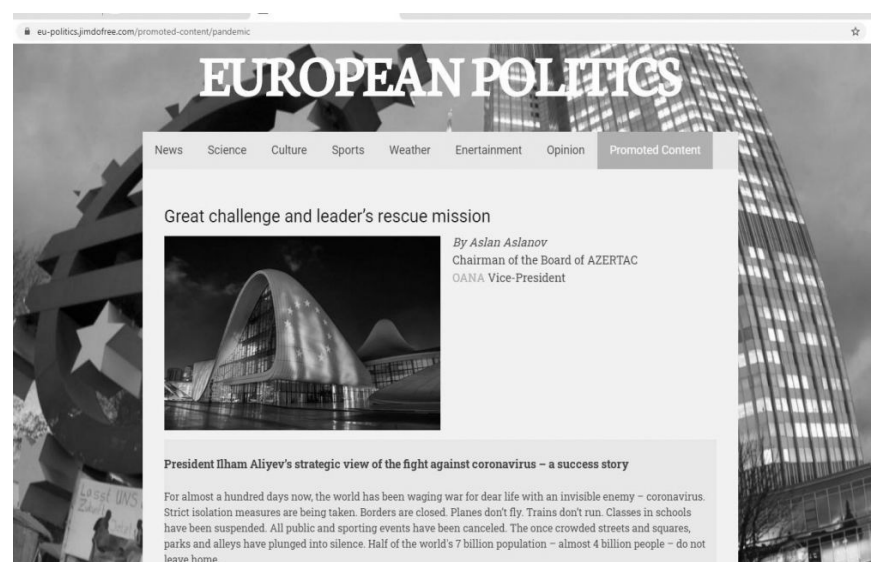 eu-politics.jimdofree.com/promoted-content/pandemic
EUROPEAN POLITICS
News Science Culture Sports Weather Enertainment Opinion Promoted Content
Great challenge and leader's rescue mission
By Aslan Aslanov
Chairman of the Board of AZERTAC
OANA Vice-President
President Ilham Aliyev's strategic view of the fight against coronavirus – a success story
For almost a hundred days now, the world has been waging war for dear life with an invisible enemy – coronavirus.
Strict isolation measures are being taken. Borders are closed. Planes don't fly. Trains don't run. Classes in schools
have been suspended. All public and sporting events have been canceled. The once crowded streets and squares,
parks and alleys have plunged into silence. Half of the world's 7 billion population – almost 4 billion people – do not
leave home.
Lasst UNS